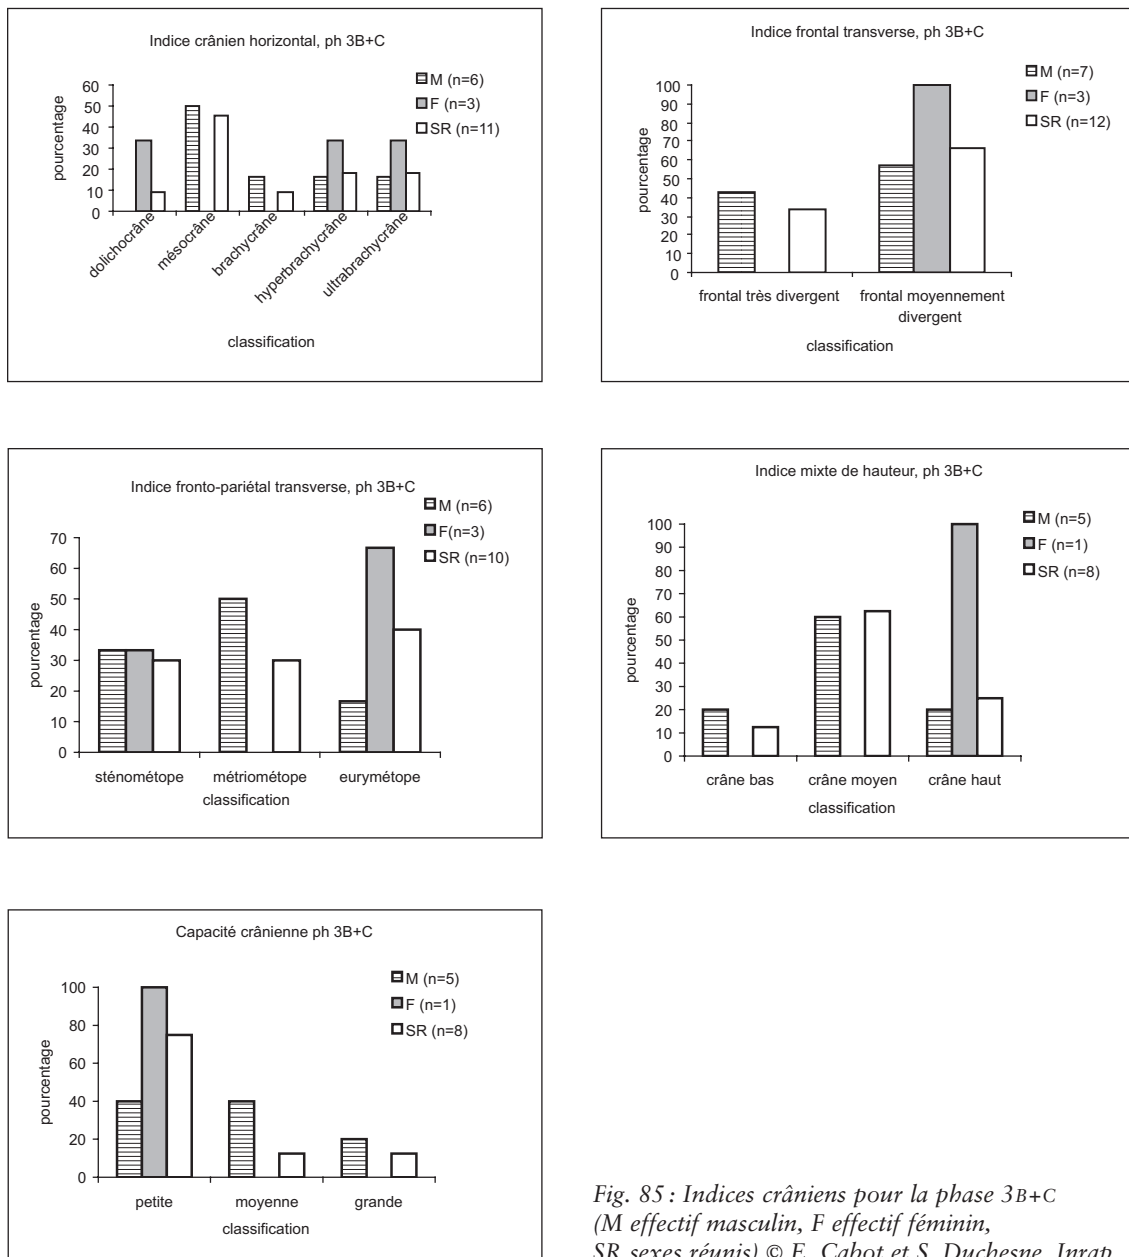 Indice crânien horizontal, ph 3B+C
M (n=6)
F (n=3)
SR (n=11)
pourcentage
60
50
40
30
20
10
0
dolichocrâne
mésocrâne
brachycrâne
hyperbrachycrâne
ultrabrachycrâne
classification
Indice frontal transverse, ph 3B+C
M (n=7)
F (n=3)
SR (n=12)
pourcentage
100
90
80
70
60
50
40
30
20
10
0
frontal très divergent
frontal moyennement
divergent
classification
Indice fronto-pariétal transverse, ph 3B+C
M (n=6)
F(n=3)
SR (n=10)
pourcentage
70
60
50
40
30
20
10
0
sténométope
métriométope
eurymétope
classification
Indice mixte de hauteur, ph 3B+C
M (n=5)
F (n=1)
SR (n=8)
pourcentage
100
90
80
70
60
50
40
30
20
10
0
crâne bas
crâne moyen
crâne haut
classification
Capacité crânienne ph 3B+C
M (n=5)
F (n=1)
SR (n=8)
pourcentage
100
80
60
40
20
0
petite
moyenne
grande
classification
Fig. 85 : Indices crâniens pour la phase 3B+C
(M effectif masculin, F effectif féminin,
SR sexes réunis) © E. Cabot et S. Duchesne, Inrap